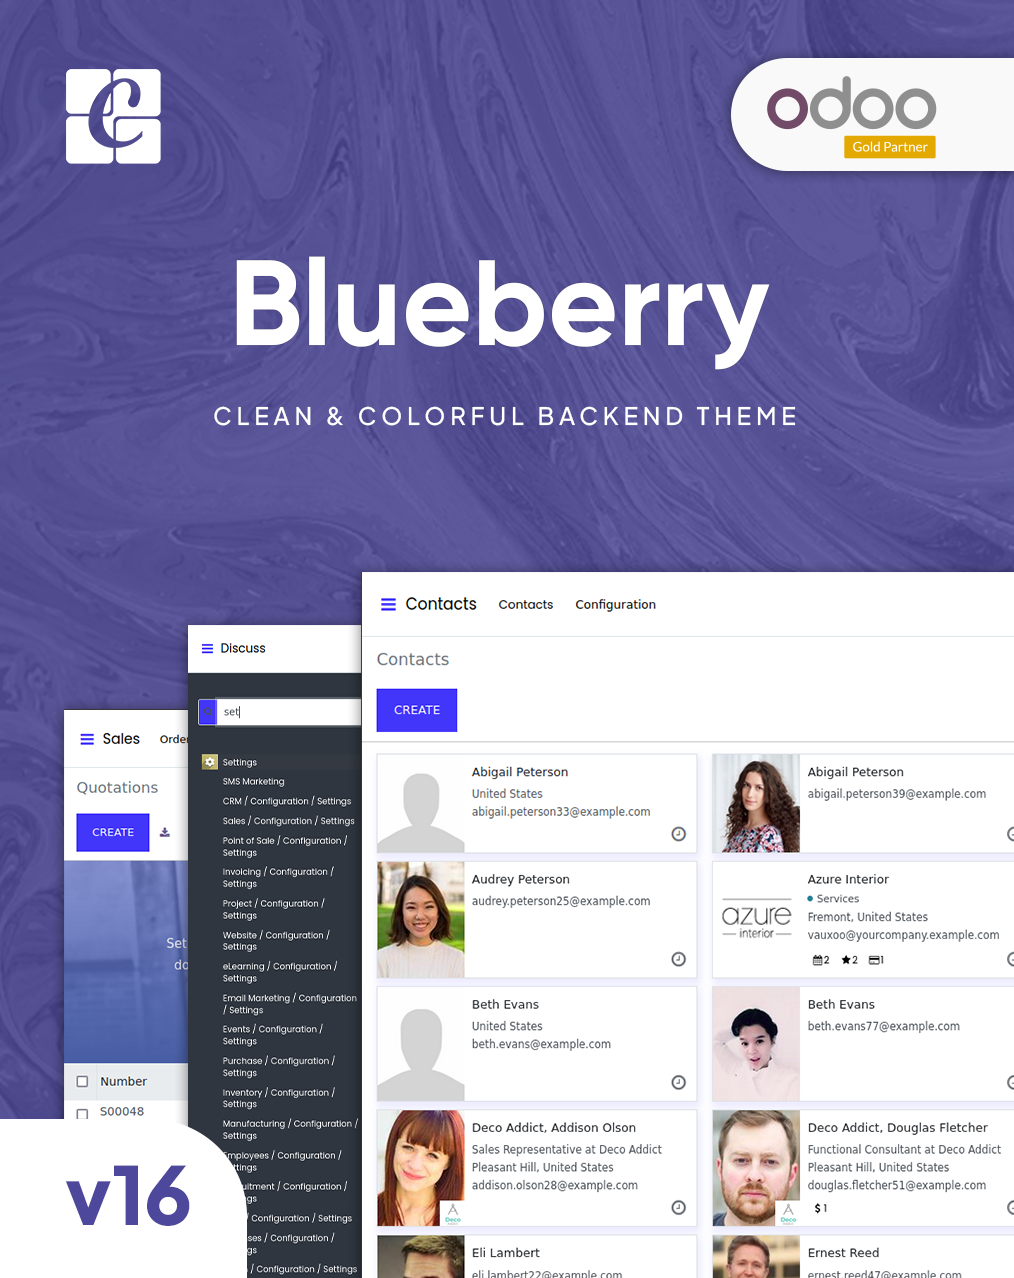 C
odoo
Gold Partner
Blueberry
CLEAN & COLORFUL BACKEND THEME
Contacts Contacts Configuration
Contacts
CREATE
Abigail Peterson
United States
abigail.peterson33@example.com
Abigail Peterson
abigail.peterson39@example.com
Audrey Peterson
audrey.peterson25@example.com
azure
interior
Azure Interior
Services
Fremont, United States
vauxoo@yourcompany.example.com
2 2 1
Beth Evans
United States
beth.evans@example.com
Beth Evans
beth.evans77@example.com
Deco Addict, Addison Olson
Sales Representative at Deco Addict
Pleasant Hill, United States
addison.olson28@example.com
Deco
Deco Addict, Douglas Fletcher
Functional Consultant at Deco Addict
Pleasant Hill, United States
douglas.fletcher51@example.com
$ 1
Deco
Eli Lambert
eli.lambert22@example.com
Ernest Reed
ernest.reed47@example.com
Discuss
set
Settings
SMS Marketing
CRM / Configuration / Settings
Sales / Configuration / Settings
Point of Sale / Configuration /
Settings
Invoicing / Configuration /
Settings
Project / Configuration /
Settings
Website / Configuration /
Settings
eLearning / Configuration /
Settings
Email Marketing / Configuration
/ Settings
Events / Configuration /
Settings
Purchase / Configuration /
Settings
Inventory / Configuration /
Settings
Manufacturing / Configuration /
Settings
Employees / Configuration /
ttings
uitment / Configuration /
gs
/ Configuration / Settings
ses / Configuration /
gs
/ Configuration / Settings
Sales Order
Quotations
CREATE
Set
do
Number
S00048
v16